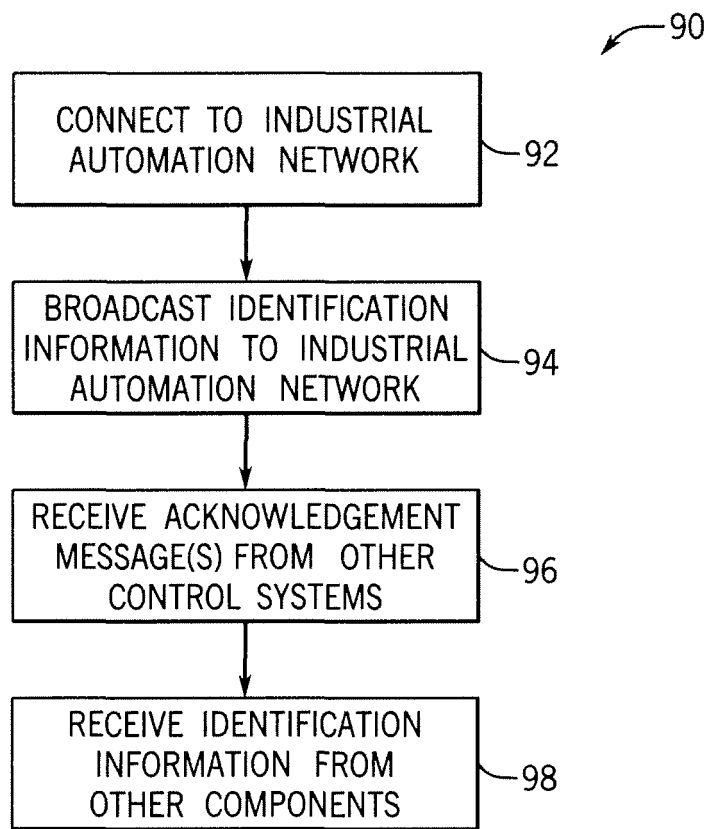 90
CONNECT TO INDUSTRIAL
AUTOMATION NETWORK
92
BROADCAST IDENTIFICATION
INFORMATION TO INDUSTRIAL
AUTOMATION NETWORK
94
RECEIVE ACKNOWLEDGEMENT
MESSAGE(S) FROM OTHER
CONTROL SYSTEMS
96
RECEIVE IDENTIFICATION
INFORMATION FROM
OTHER COMPONENTS
98